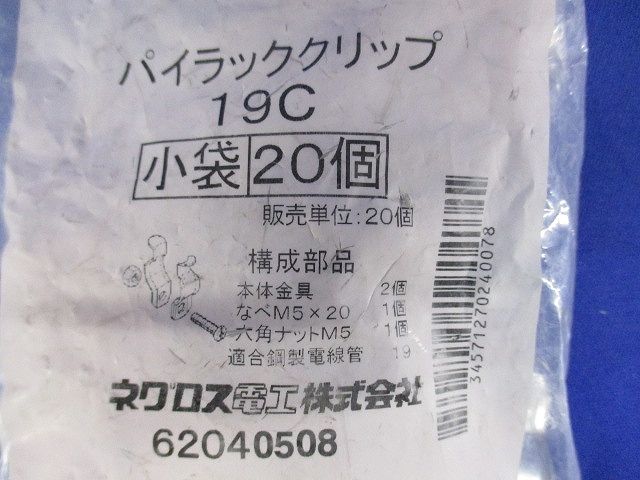 パイラッククリップ
19C
小袋 20個
販売単位:20個
構成部品
本体金具 2個
なべM5×20 1個
六角ナットM5 1個
適合鋼製電線管 19
ネグロス電工株式会社
62040508
3457127024 0078